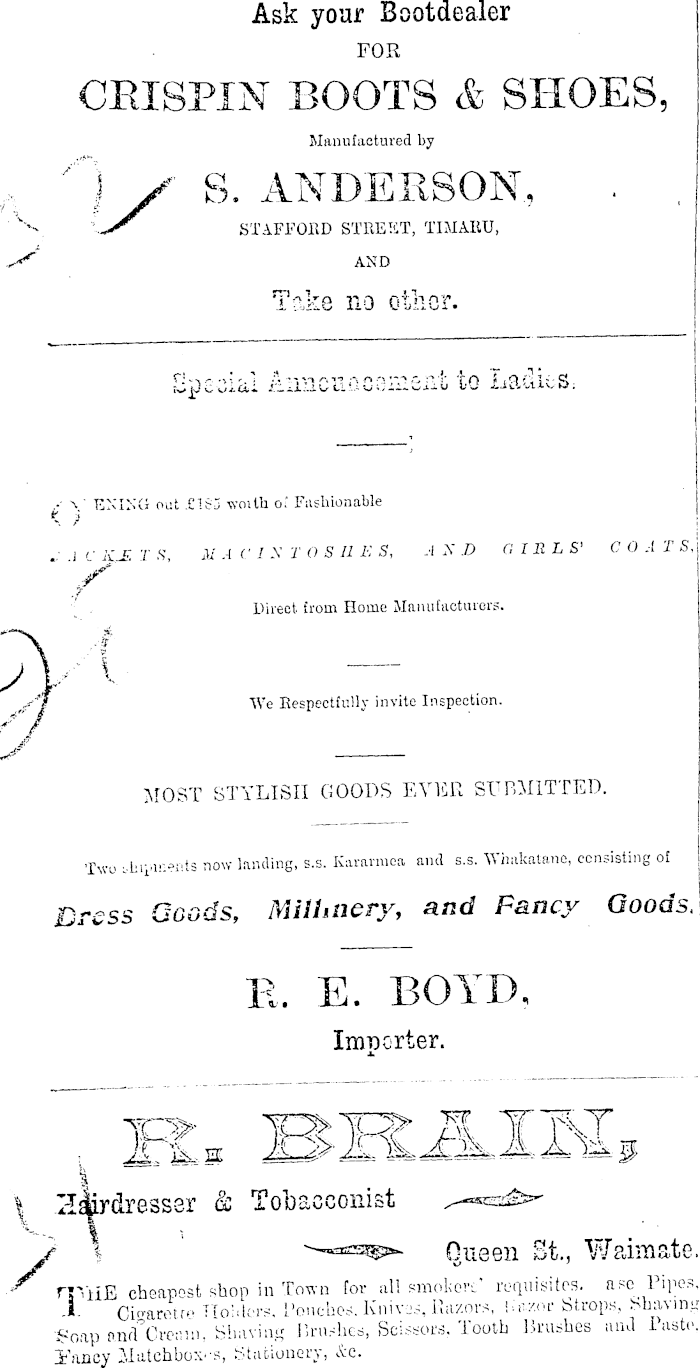 Ask your Bootdealer
FOR
CRISPIN BOOTS & SHOES,
Manufactured by
S. ANDERSON,
STAFFORD STREET, TIMARU,
AND
Take no other.
Special Announcement to Ladies.
OPENING out £185 worth of Fashionable
JACKETS, MACINTOSHES, AND GIRLS' COATS,
Direct from Home Manufacturers.
We Respectfully invite Inspection.
MOST STYLISH GOODS EVER SUBMITTED.
Two shipments now landing, s.s. Kararmea and s.s. Whakatane, consisting of
Dress Goods, Millinery, and Fancy Goods.
R. E. BOYD,
Importer.
R. BRAIN,
Hairdresser & Tobacconist
Queen St., Waimate.
THE cheapest shop in Town for all smokers' requisites. Pipes,
Cigarette Holders, Pouches, Knives, Razors, Razor Strops, Shaving
Soap and Cream, Shaving Brushes, Scissors, Tooth Brushes and Paste,
Fancy Matchboxes, Stationery, &c.